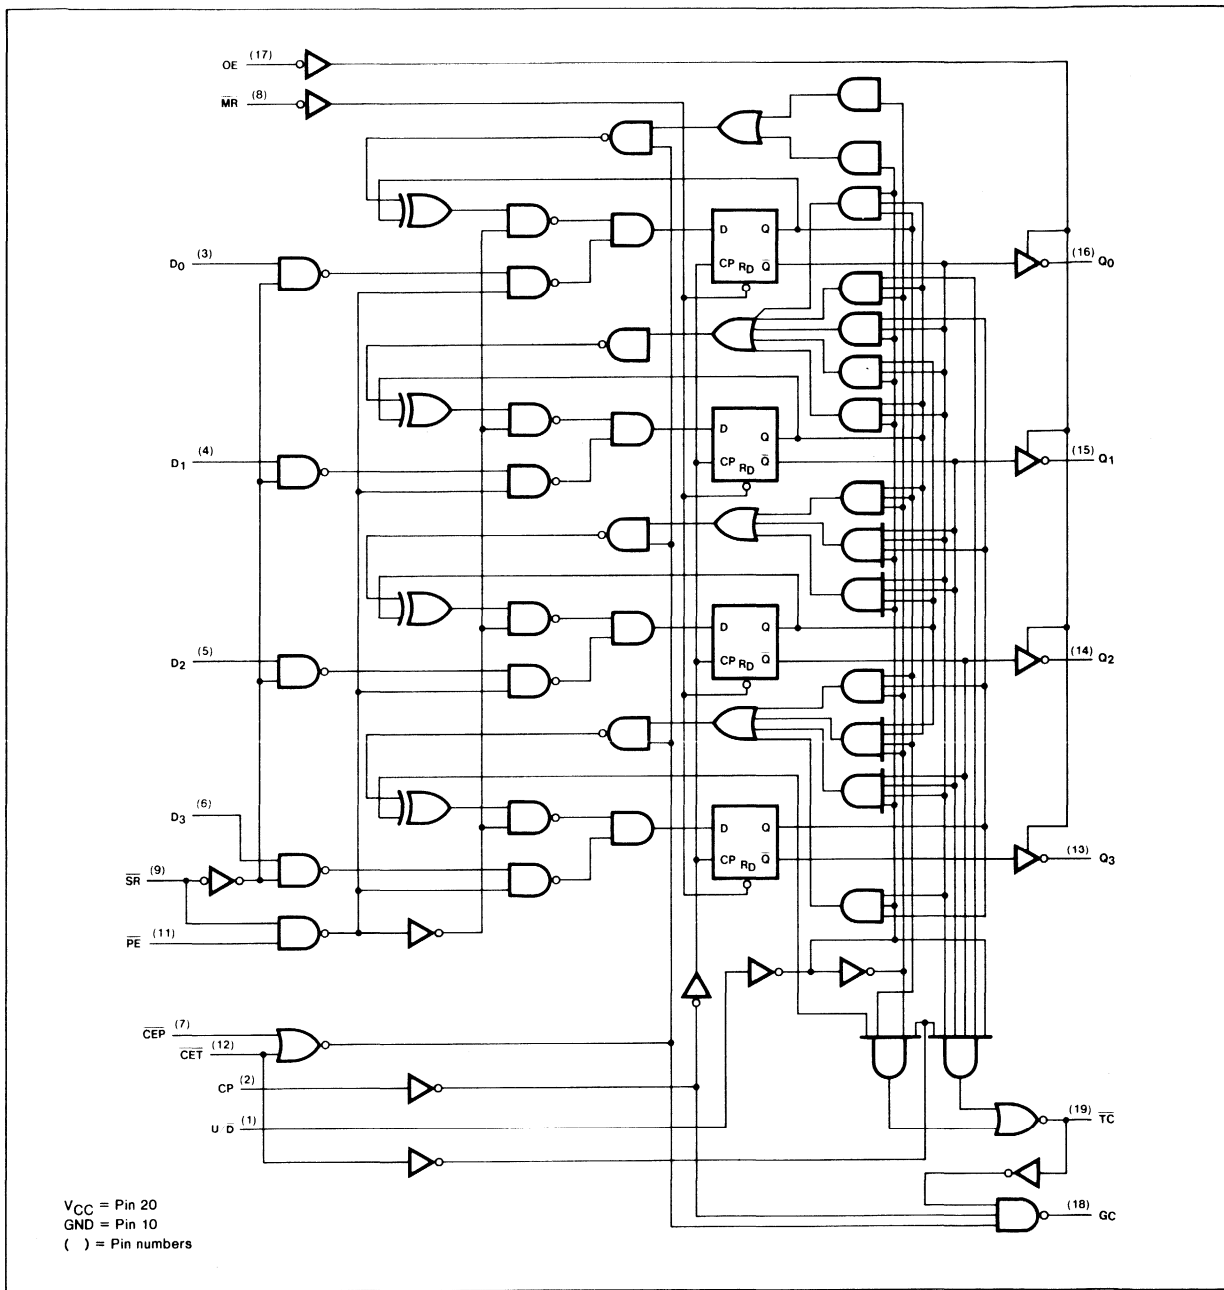 OE (17)
MR (8)
D Q
CP RD Q
D0 (3)
(16) Q0
D Q
CP RD Q
D1 (4)
(15) Q1
D Q
CP RD Q
D2 (5)
(14) Q2
D3 (6)
D Q
CP RD Q
(13) Q3
SR (9)
PE (11)
CEP (7)
CET (12)
CP (2)
U D (1)
(19) TC
(18) GC
VCC = Pin 20
GND = Pin 10
( ) = Pin numbers